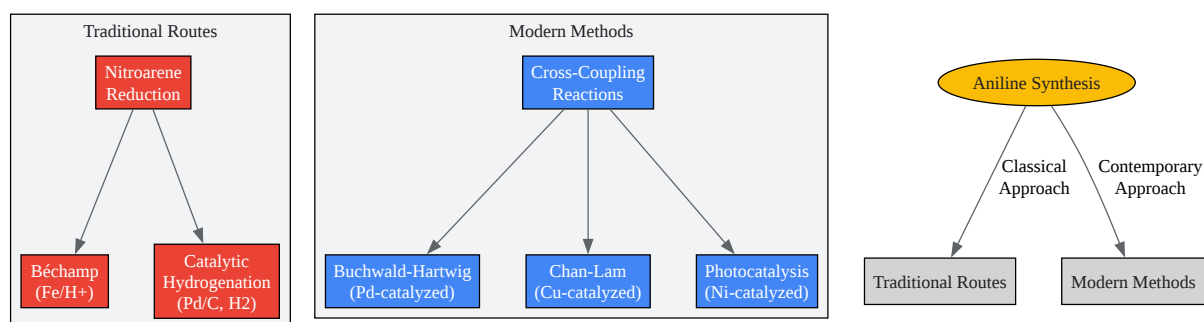 Traditional Routes
Nitroarene
Reduction
Béchamp
(Fe/H+)
Catalytic
Hydrogenation
(Pd/C, H2)
Modern Methods
Cross-Coupling
Reactions
Buchwald-Hartwig
(Pd-catalyzed)
Chan-Lam
(Cu-catalyzed)
Photocatalysis
(Ni-catalyzed)
Aniline Synthesis
Classical
Approach
Contemporary
Approach
Traditional Routes
Modern Methods